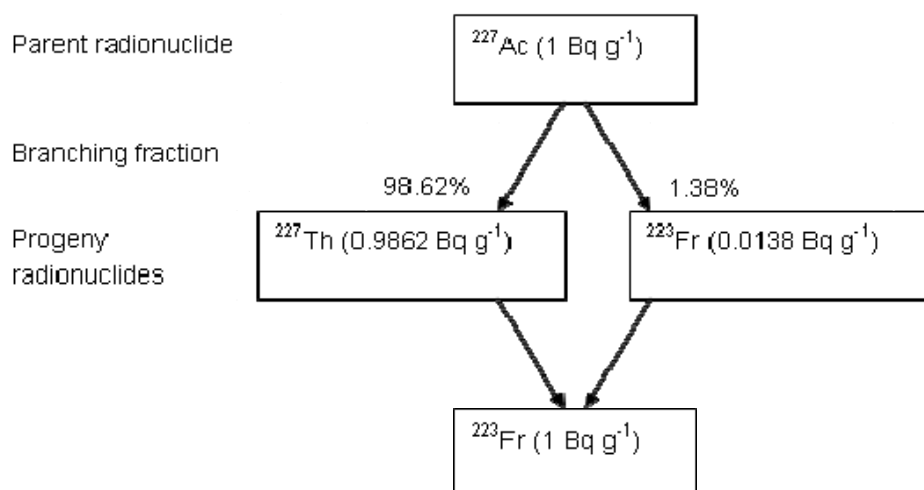 Parent radionuclide
²²⁷Ac (1 Bq g⁻¹)
Branching fraction
98.62%
1.38%
Progeny
radionuclides
²²⁷Th (0.9862 Bq g⁻¹)
²²³Fr (0.0138 Bq g⁻¹)
²²³Fr (1 Bq g⁻¹)